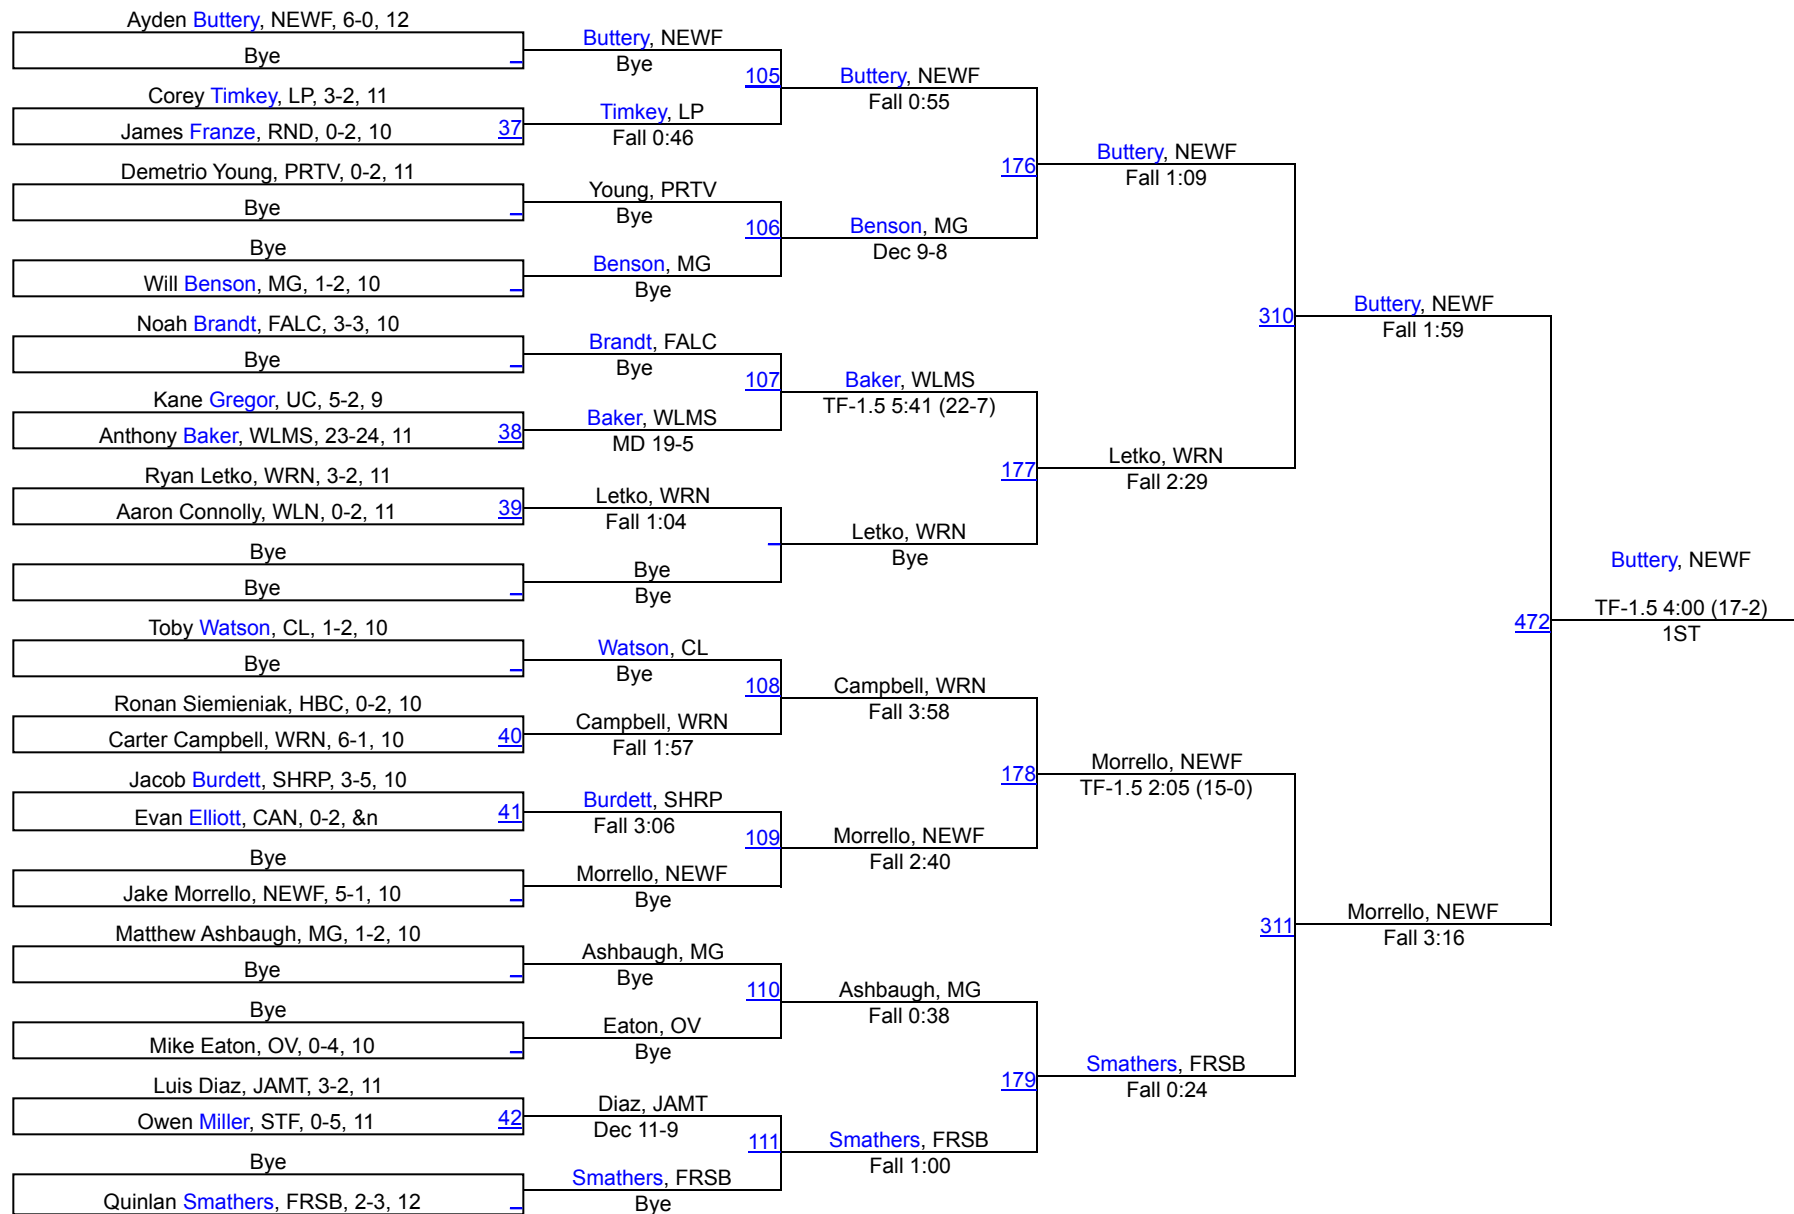 Ayden Buttery, NEWF, 6-0, 12
Bye
Corey Timkey, LP, 3-2, 11
James Franze, RND, 0-2, 10
37
Demetrio Young, PRTV, 0-2, 11
Bye
Bye
Will Benson, MG, 1-2, 10
Noah Brandt, FALC, 3-3, 10
Bye
Kane Gregor, UC, 5-2, 9
Anthony Baker, WLMS, 23-24, 11
38
Ryan Letko, WRN, 3-2, 11
Aaron Connolly, WLN, 0-2, 11
39
Bye
Bye
Toby Watson, CL, 1-2, 10
Bye
Ronan Siemieniak, HBC, 0-2, 10
Carter Campbell, WRN, 6-1, 10
40
Jacob Burdett, SHRP, 3-5, 10
Evan Elliott, CAN, 0-2, &n
41
Bye
Jake Morrello, NEWF, 5-1, 10
Matthew Ashbaugh, MG, 1-2, 10
Bye
Bye
Mike Eaton, OV, 0-4, 10
Luis Diaz, JAMT, 3-2, 11
Owen Miller, STF, 0-5, 11
42
Bye
Quinlan Smathers, FRSB, 2-3, 12
Buttery, NEWF
Bye
105
Timkey, LP
Fall 0:46
Young, PRTV
Bye
106
Benson, MG
Bye
Brandt, FALC
Bye
107
Baker, WLMS
MD 19-5
Letko, WRN
Fall 1:04
Bye
Bye
Watson, CL
Bye
108
Campbell, WRN
Fall 1:57
Burdett, SHRP
Fall 3:06
109
Morrello, NEWF
Bye
Ashbaugh, MG
Bye
110
Eaton, OV
Bye
Diaz, JAMT
Dec 11-9
111
Smathers, FRSB
Bye
Buttery, NEWF
Fall 0:55
176
Benson, MG
Dec 9-8
Baker, WLMS
TF-1.5 5:41 (22-7)
177
Letko, WRN
Bye
Campbell, WRN
Fall 3:58
178
Morrello, NEWF
Fall 2:40
Ashbaugh, MG
Fall 0:38
179
Smathers, FRSB
Fall 1:00
Buttery, NEWF
Fall 1:09
310
Letko, WRN
Fall 2:29
Morrello, NEWF
TF-1.5 2:05 (15-0)
311
Smathers, FRSB
Fall 0:24
Buttery, NEWF
Fall 1:59
472
Morrello, NEWF
Fall 3:16
Buttery, NEWF
TF-1.5 4:00 (17-2)
1ST